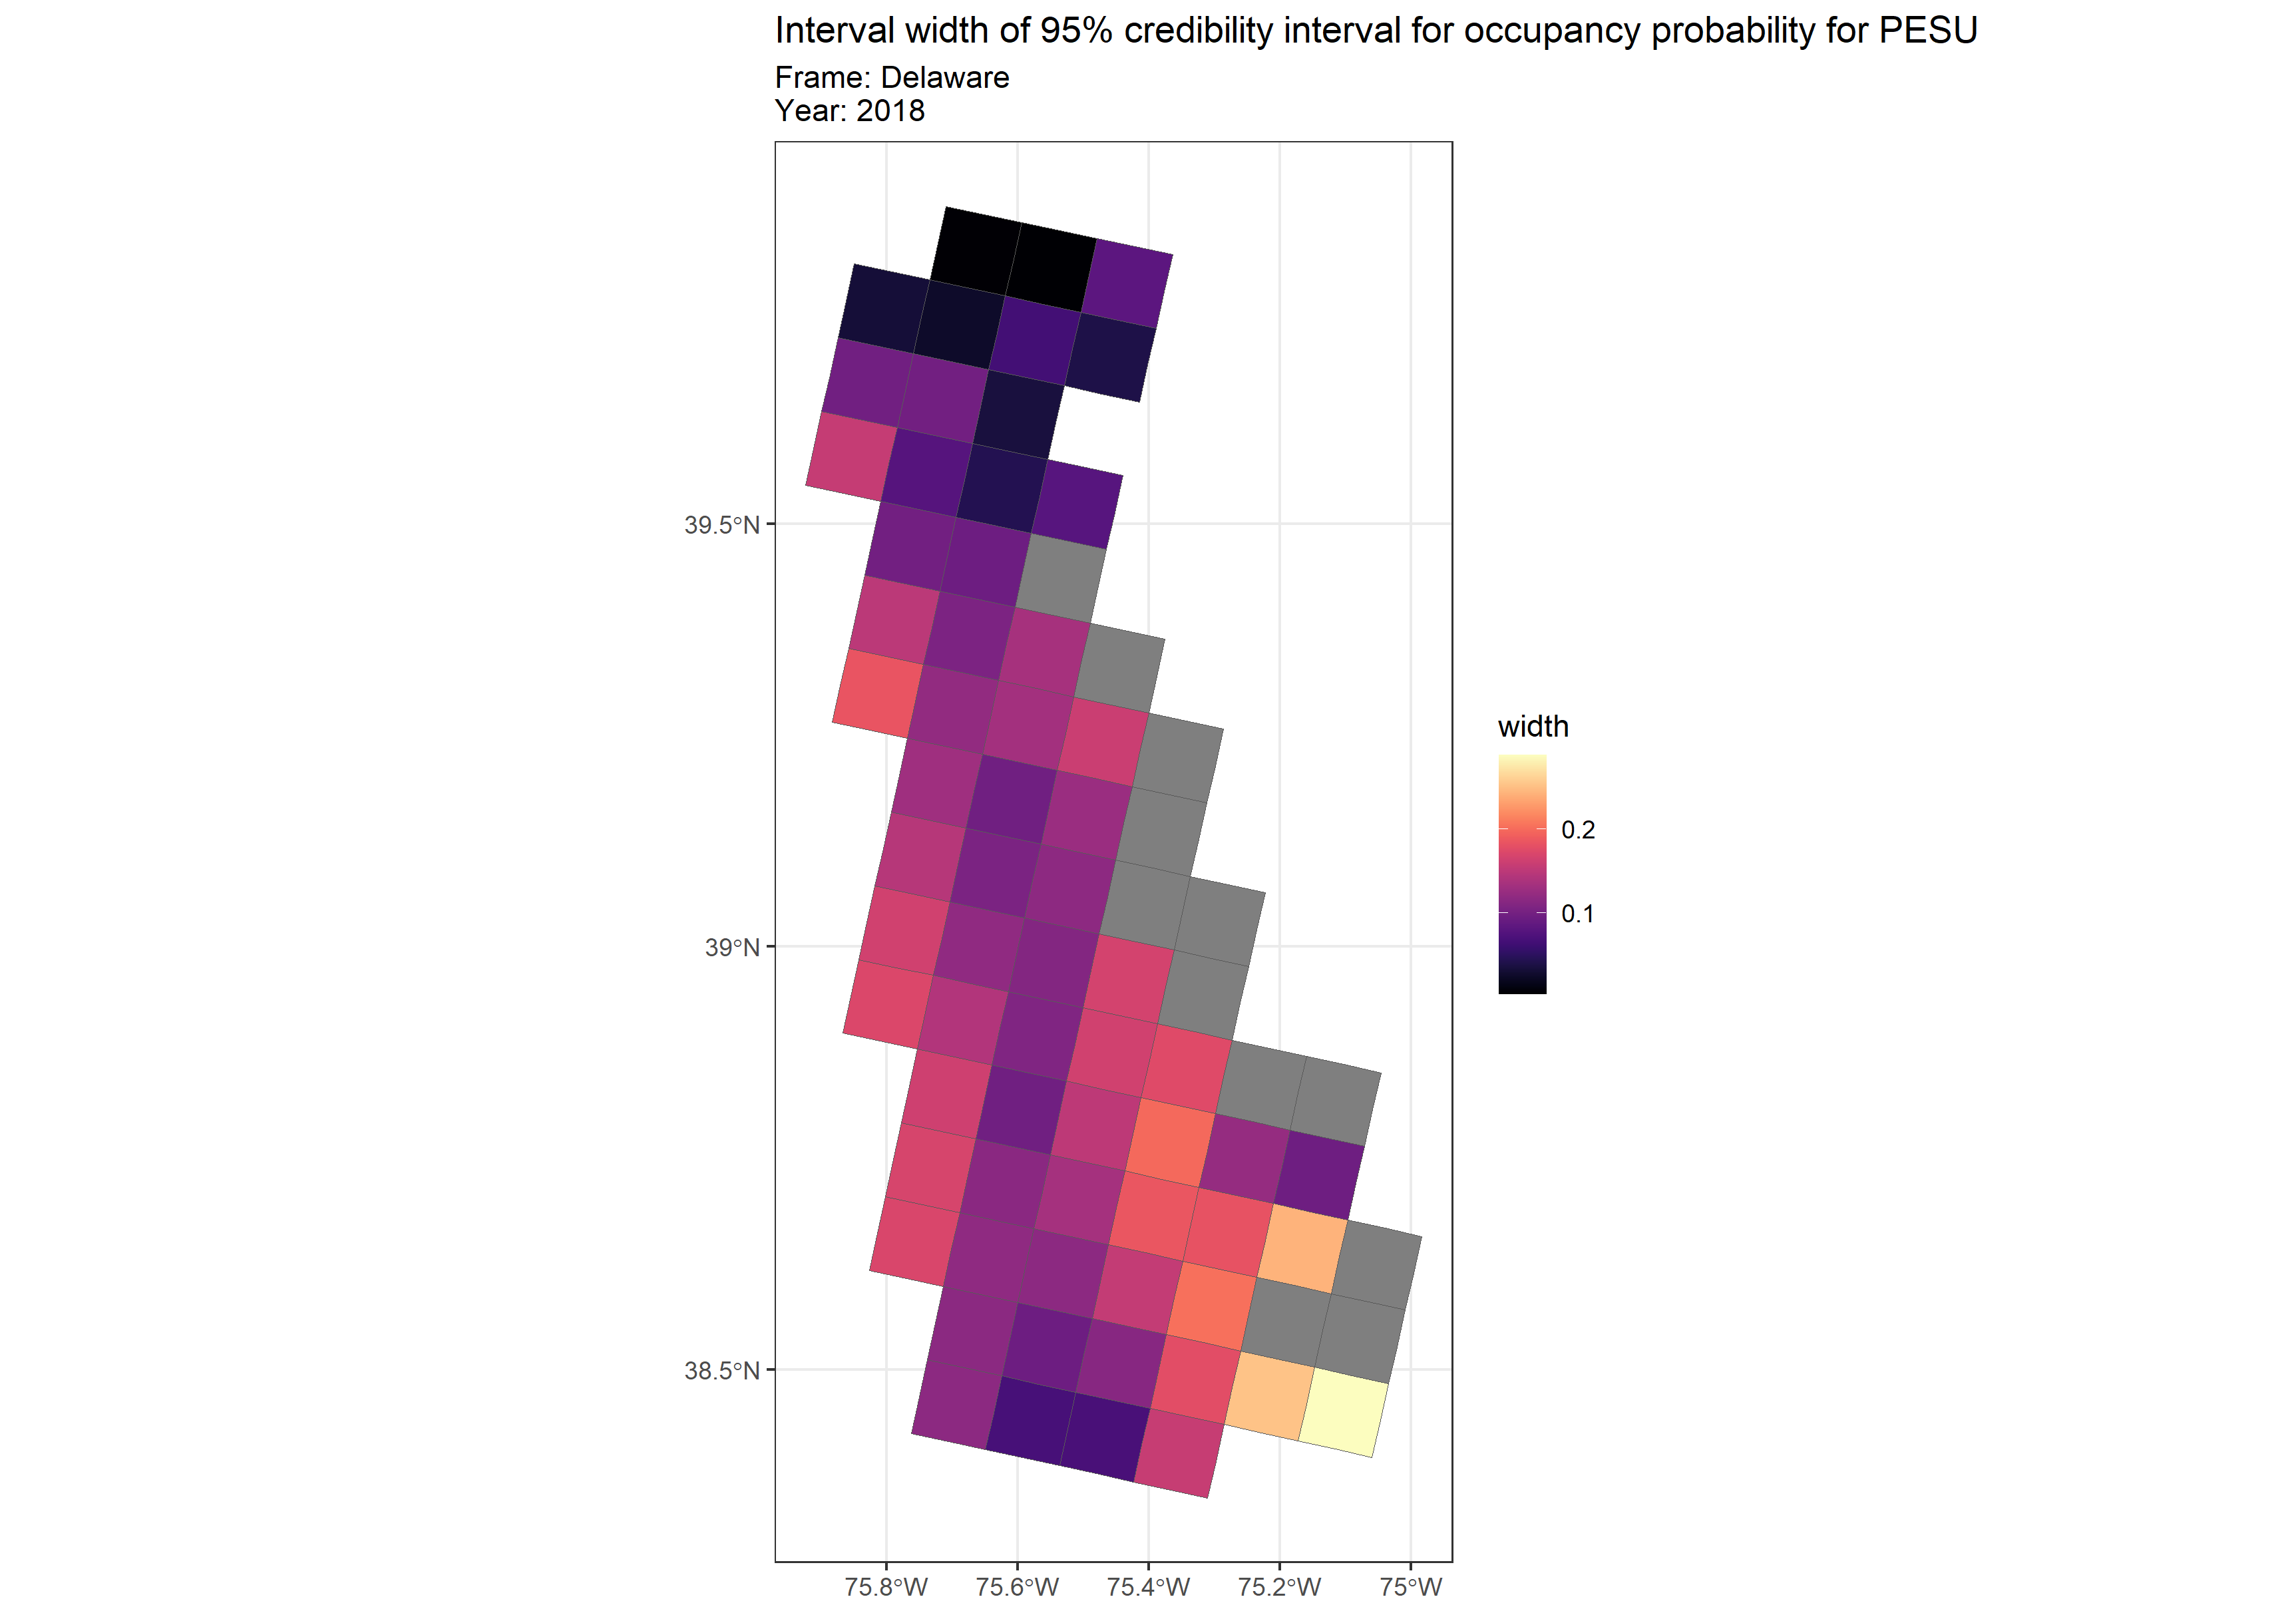 Interval width of 95% credibility interval for occupancy probability for PESU
Frame: Delaware
Year: 2018
39.5°N
39°N
38.5°N
75.8°W
75.6°W
75.4°W
75.2°W
75°W
width
0.2
0.1